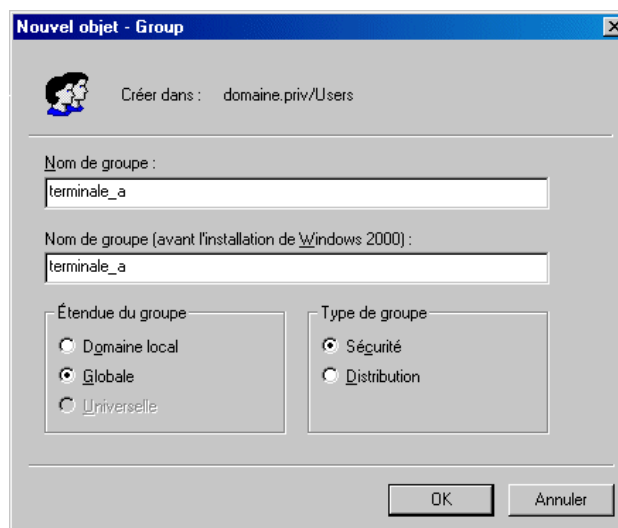 Nouvel objet - Group
Créer dans : domaine.priv/Users
Nom de groupe :
terminale_a
Nom de groupe (avant l'installation de Windows 2000) :
terminale_a
Étendue du groupe
Domaine local
Globale
Universelle
Type de groupe
Sécurité
Distribution
OK
Annuler